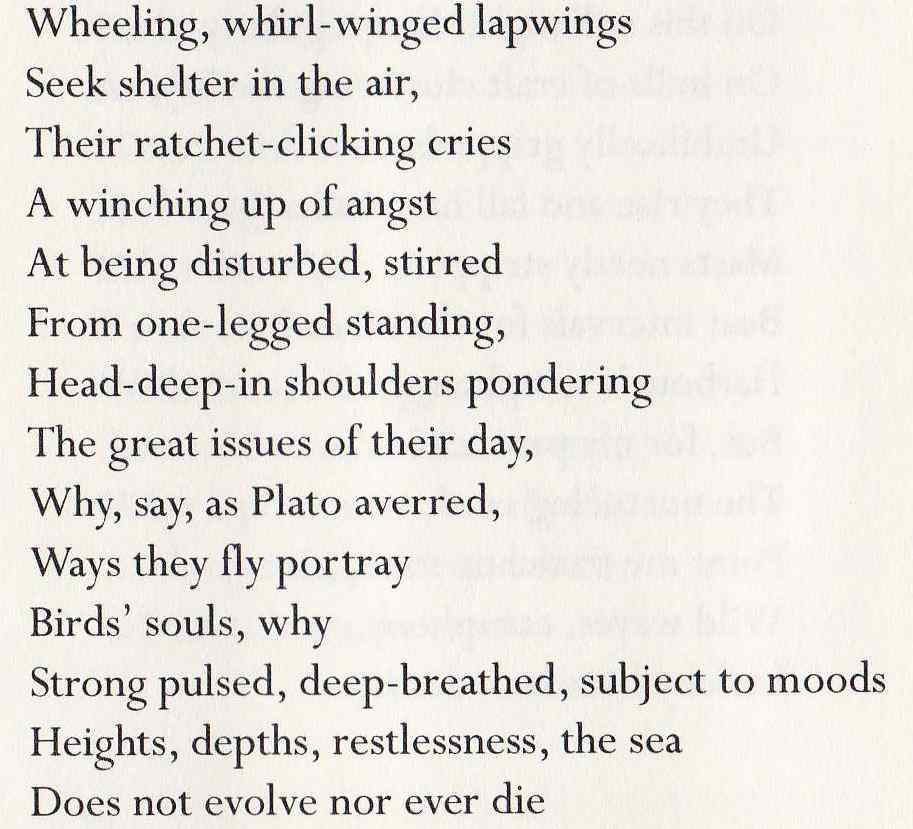 Wheeling, whirl-winged lapwings
Seek shelter in the air,
Their ratchet-clicking cries
A winching up of angst
At being disturbed, stirred
From one-legged standing,
Head-deep-in shoulders pondering
The great issues of their day,
Why, say, as Plato averred,
Ways they fly portray
Birds’ souls, why
Strong pulsed, deep-breathed, subject to moods
Heights, depths, restlessness, the sea
Does not evolve nor ever die